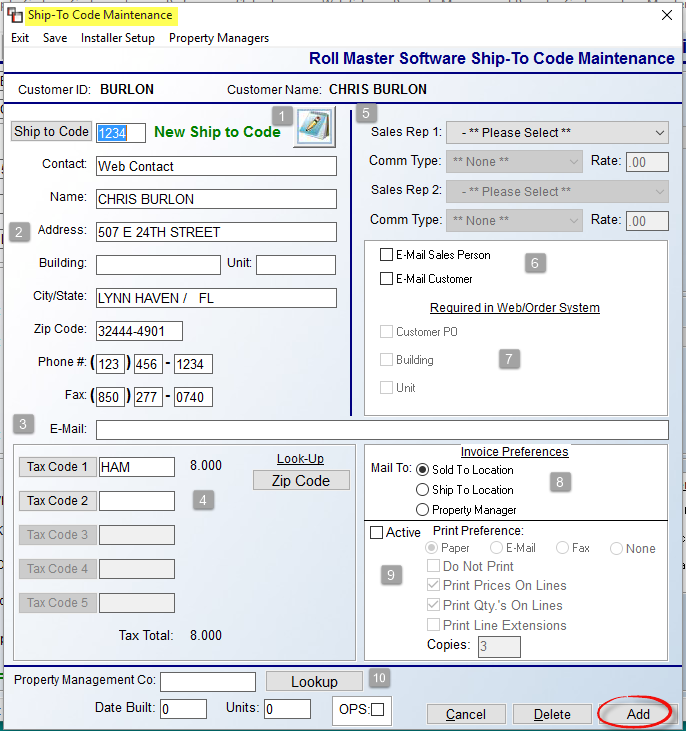 Ship-To Code Maintenance
Exit Save Installer Setup Property Managers
Roll Master Software Ship-To Code Maintenance
Customer ID: BURLON Customer Name: CHRIS BURLON
Ship to Code 1234 New Ship to Code 1
Contact: Web Contact
Name: CHRIS BURLON
2 Address: 507 E 24TH STREET
Building: Unit:
City/State: LYNN HAVEN / FL
Zip Code: 32444-4901
Phone #: (123) 456 - 1234
Fax: (850) 277 - 0740
3 E-Mail:
5
Sales Rep 1: - ** Please Select **
Comm Type: ** None ** Rate: .00
Sales Rep 2: - ** Please Select **
Comm Type: ** None ** Rate: .00
E-Mail Sales Person
6
E-Mail Customer
Required in Web/Order System
Customer PO
Building 7
Unit
Tax Code 1 HAM 8.000
Look-Up
Zip Code
Tax Code 2 4
Tax Code 3
Tax Code 4
Tax Code 5
Tax Total: 8.000
Invoice Preferences
Mail To: Sold To Location
Ship To Location 8
Property Manager
Active Print Preference:
Paper E-Mail Fax None
Do Not Print
9 Print Prices On Lines
Print Qty.'s On Lines
Print Line Extensions
Copies: 3
Property Management Co: Lookup 10
Date Built: 0 Units: 0 OPS:
Cancel Delete Add